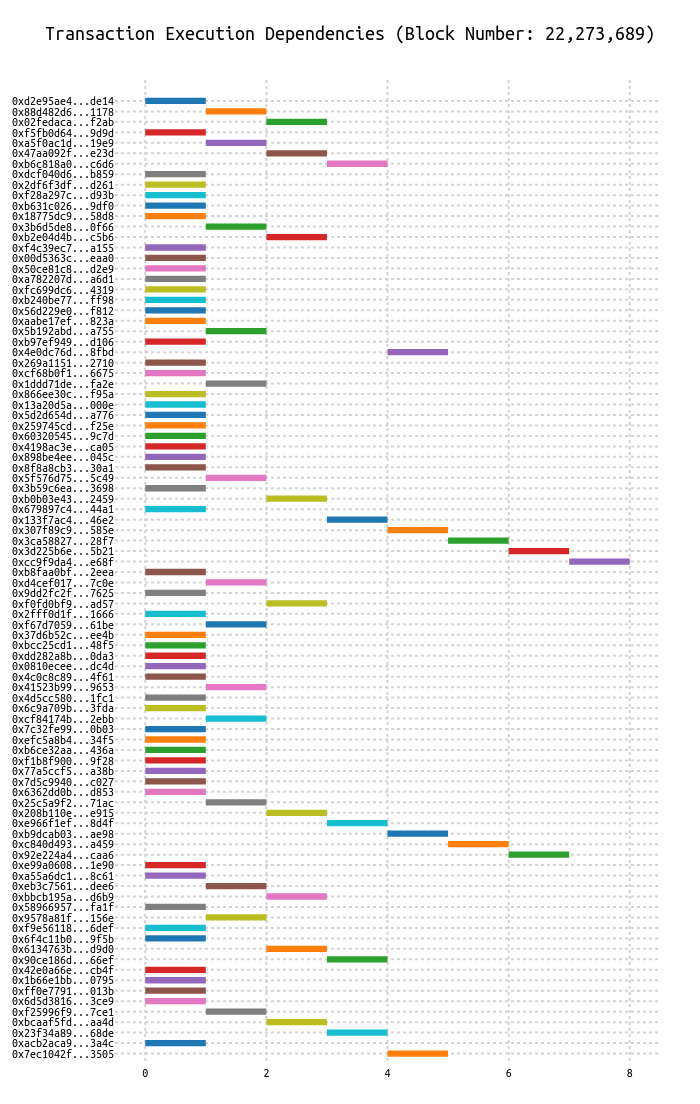 Transaction Execution Dependencies (Block Number: 22,273,689)
0xd2e95ae4...de14
0x88d482d6...1178
0x02fedaca...f2ab
0xf5fb0d64...9d9d
0xa5f0ac1d...19e9
0x47aa092f...e23d
0xb6c818a0...c6d6
0xdcf040d6...b859
0x2df6f3df...d261
0xf28a297c...d93b
0xb631c026...9df0
0x18775dc9...58d8
0x3b6d5de8...0f66
0xb2e04d4b...c5b6
0xf4c39ec7...a155
0x00d5363c...eaa0
0x50ce81c8...d2e9
0xa782207d...a6d1
0xfc699dc6...4319
0xb240be77...ff98
0x56d229e0...f812
0xaabe17ef...823a
0x5b192abd...a755
0xb97ef949...d106
0x4e0dc76d...8fbd
0x269a1151...2710
0xcf68b0f1...6675
0x1ddd71de...fa2e
0x866ee30c...f95a
0x13a20d5a...000e
0x5d2d654d...a776
0x259745cd...f25e
0x60320545...9c7d
0x4198ac3e...ca05
0x898be4ee...045c
0x8f8a8cb3...30a1
0x5f576d75...5c49
0x3b59c6ea...3698
0xb0b03e43...2459
0x679897c4...44a1
0x133f7ac4...46e2
0x307f89c9...585e
0x3ca58827...28f7
0x3d225b6e...5b21
0xcc9f9da4...e68f
0xb8faa0bf...2eea
0xd4cef017...7c0e
0x9dd2fc2f...7625
0xf0fd0bf9...ad57
0x2fff0d1f...1666
0xf67d7059...61be
0x37d6b52c...ee4b
0xbcc25cd1...48f5
0xdd282a8b...0da3
0x0810ecee...dc4d
0x4c0c8c89...4f61
0x41523b99...9653
0x4d5cc580...1fc1
0x6c9a709b...3fda
0xcf84174b...2ebb
0x7c32fe99...0b03
0xefc5a8b4...34f5
0xb6ce32aa...436a
0xf1b8f900...9f28
0x77a5ccf5...a38b
0x7d5c9940...c027
0x6362dd0b...d853
0x25c5a9f2...71ac
0x208b110e...e915
0xe966f1ef...8d4f
0xb9dcab03...ae98
0xc840d493...a459
0x92e224a4...caa6
0xe99a0608...1e90
0xa55a6dc1...8c61
0xeb3c7561...dee6
0xbbcb195a...d6b9
0x58966957...fa1f
0x9578a81f...156e
0xf9e56118...6def
0x6f4c11b0...9f5b
0x6134763b...d9d0
0x90ce186d...66ef
0x42e0a66e...cb4f
0x1b66e1bb...0795
0xff0e7791...013b
0x6d5d3816...3ce9
0xf25996f9...7ce1
0xbcaaf5fd...aa4d
0x23f34a89...68de
0xacb2aca9...3a4c
0x7ec1042f...3505
0 2 4 6 8